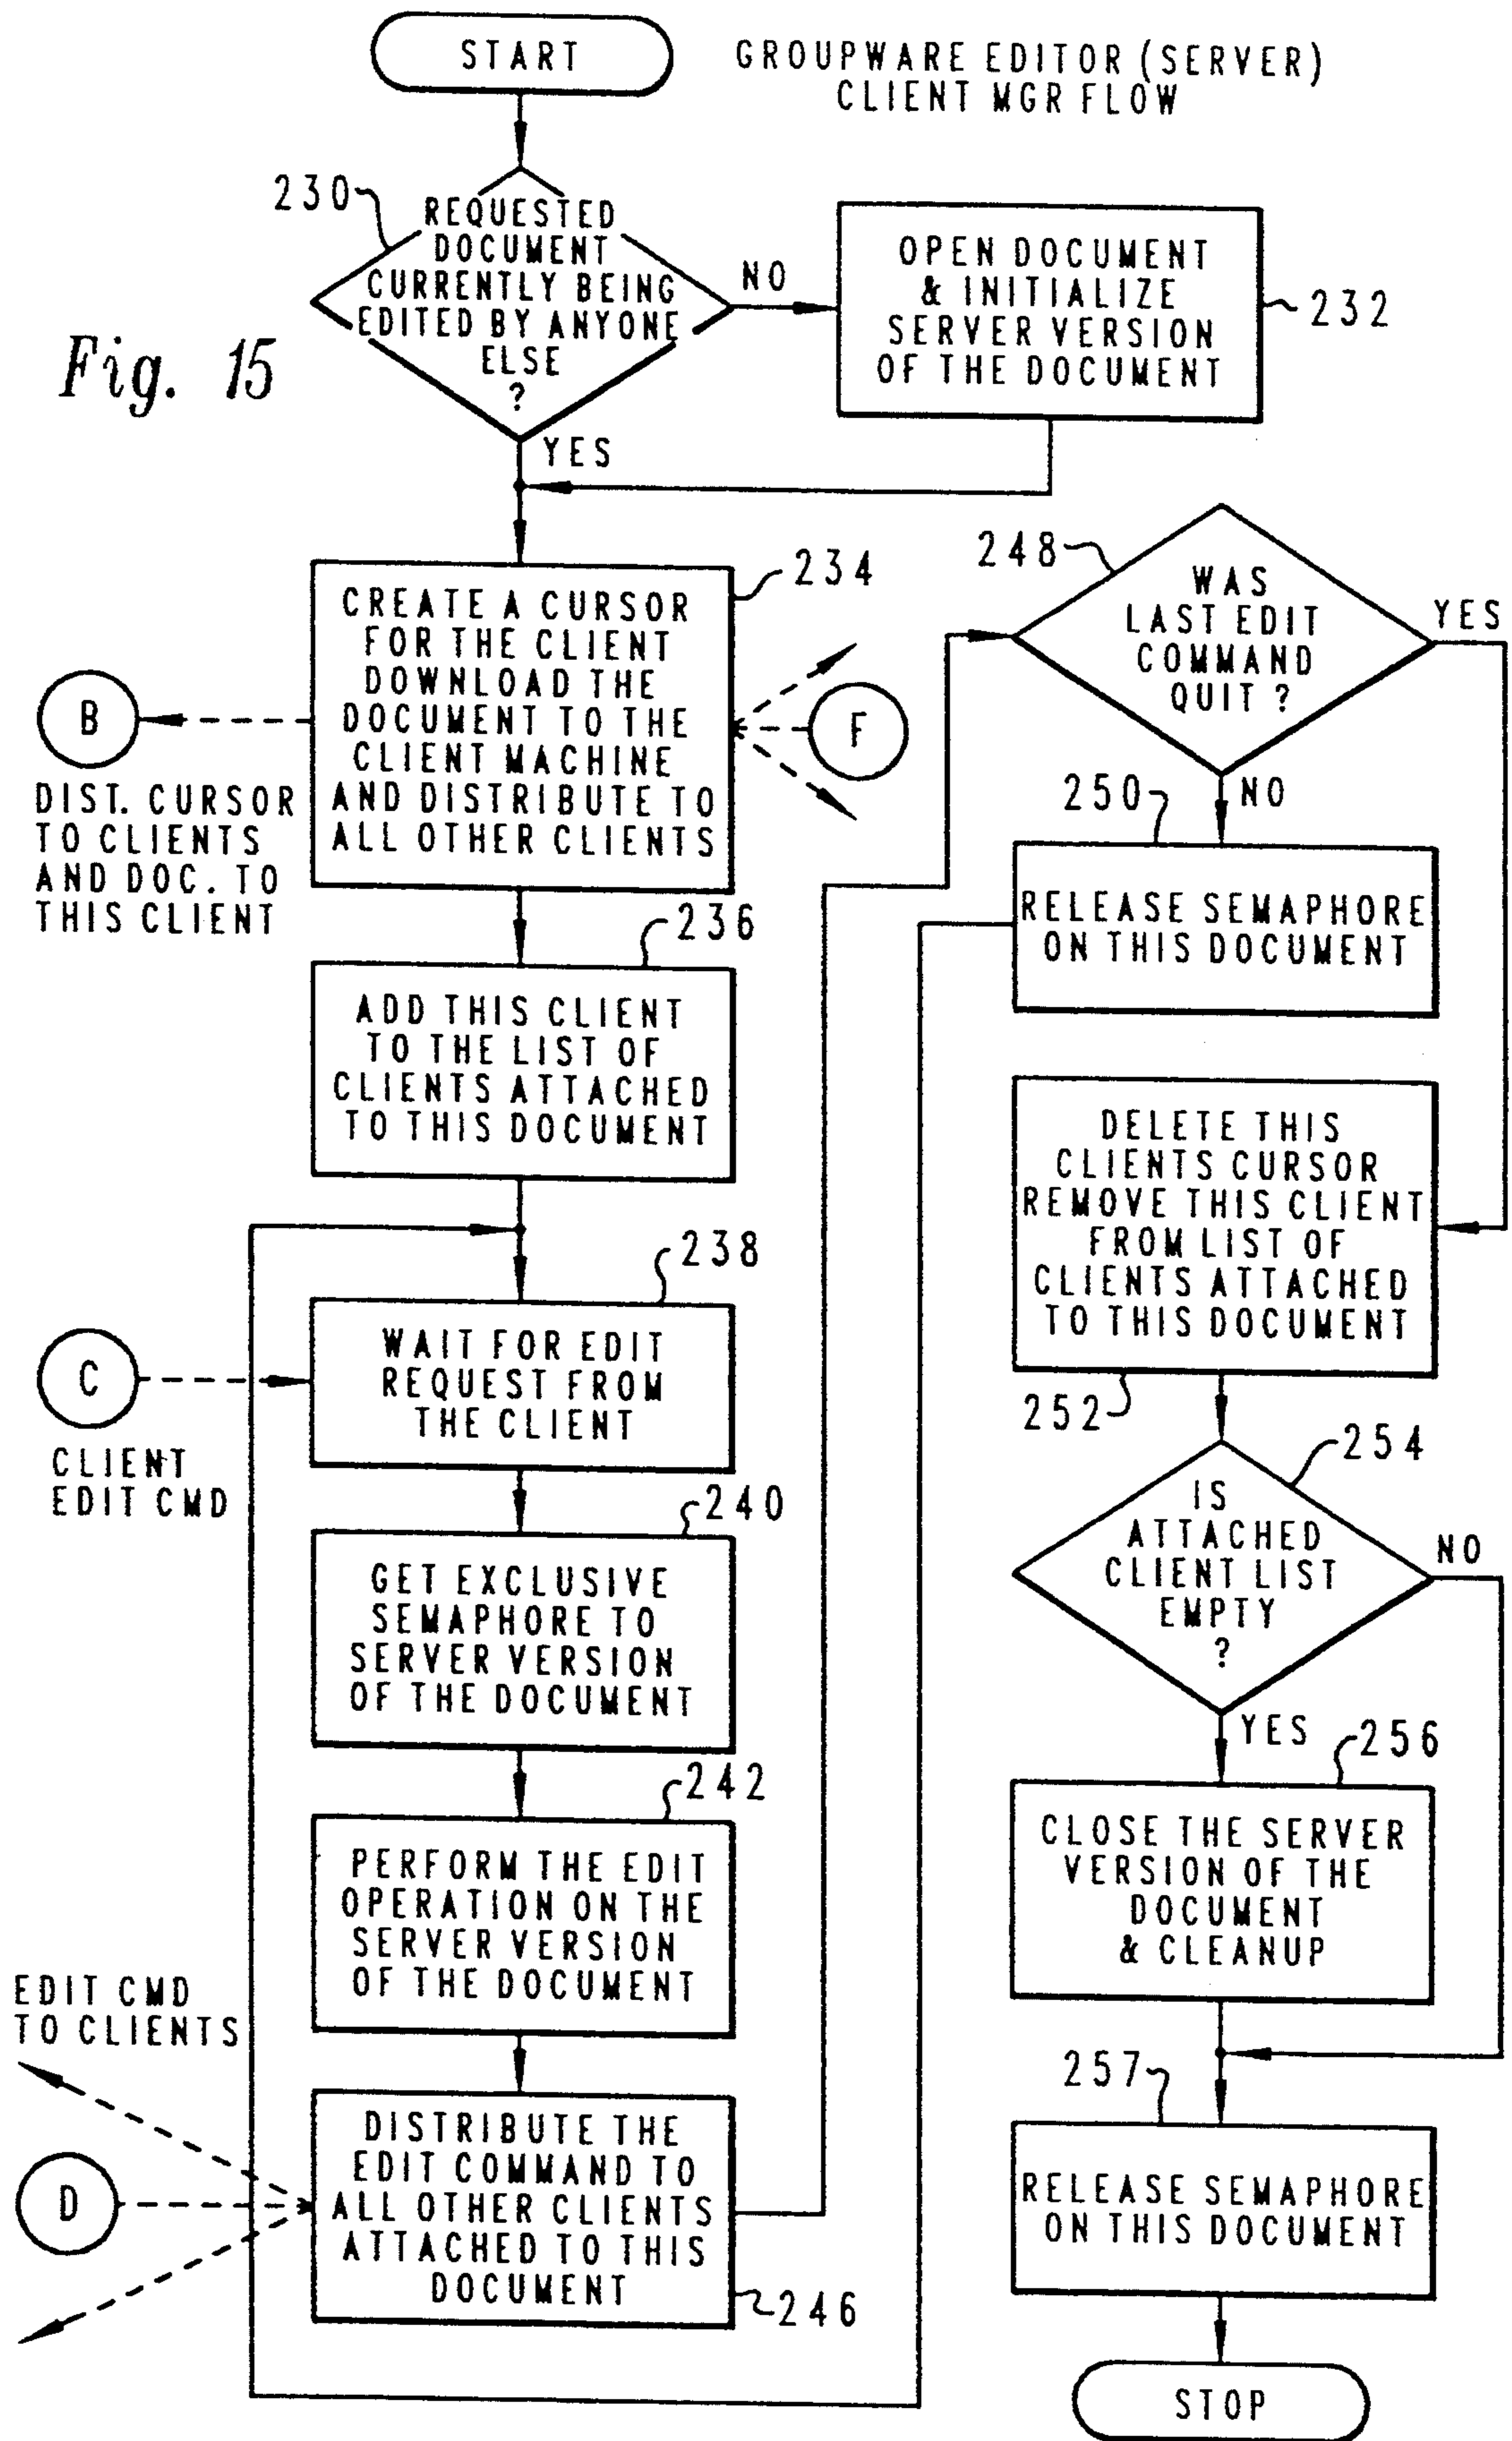 START
GROUPWARE EDITOR (SERVER)
CLIENT MGR FLOW
Fig. 15
230
REQUESTED
DOCUMENT
CURRENTLY BEING
EDITED BY ANYONE
ELSE
?
NO
YES
OPEN DOCUMENT
& INITIALIZE
SERVER VERSION
OF THE DOCUMENT
232
234
CREATE A CURSOR
FOR THE CLIENT
DOWNLOAD THE
DOCUMENT TO THE
CLIENT MACHINE
AND DISTRIBUTE TO
ALL OTHER CLIENTS
B
DIST. CURSOR
TO CLIENTS
AND DOC. TO
THIS CLIENT
F
236
ADD THIS CLIENT
TO THE LIST OF
CLIENTS ATTACHED
TO THIS DOCUMENT
238
WAIT FOR EDIT
REQUEST FROM
THE CLIENT
C
CLIENT
EDIT CMD
240
GET EXCLUSIVE
SEMAPHORE TO
SERVER VERSION
OF THE DOCUMENT
242
PERFORM THE EDIT
OPERATION ON THE
SERVER VERSION
OF THE DOCUMENT
EDIT CMD
TO CLIENTS
D
DISTRIBUTE THE
EDIT COMMAND TO
ALL OTHER CLIENTS
ATTACHED TO THIS
DOCUMENT
246
248
WAS
LAST EDIT
COMMAND
QUIT ?
YES
NO
250
RELEASE SEMAPHORE
ON THIS DOCUMENT
DELETE THIS
CLIENTS CURSOR
REMOVE THIS CLIENT
FROM LIST OF
CLIENTS ATTACHED
TO THIS DOCUMENT
252
254
IS
ATTACHED
CLIENT LIST
EMPTY
?
NO
YES
256
CLOSE THE SERVER
VERSION OF THE
DOCUMENT
& CLEANUP
257
RELEASE SEMAPHORE
ON THIS DOCUMENT
STOP